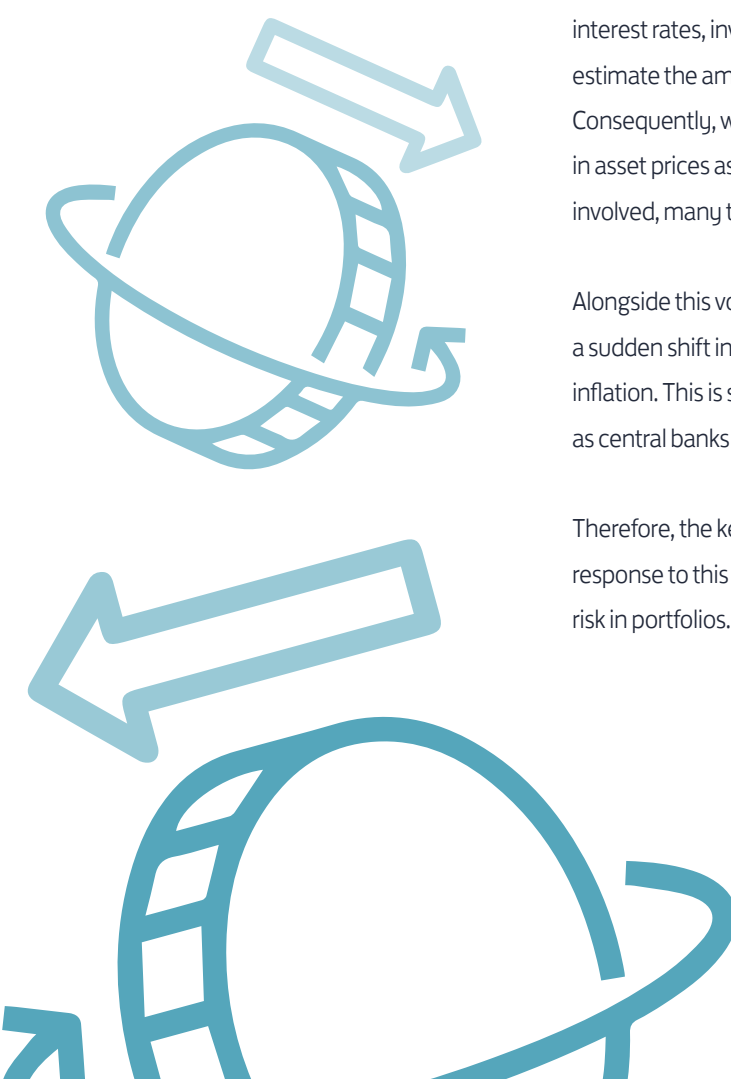 interest rates, inv
estimate the am
Consequently, w
in asset prices as
involved, many t
Alongside this vo
a sudden shift in
inflation. This is s
as central banks
Therefore, the ke
response to this
risk in portfolios.